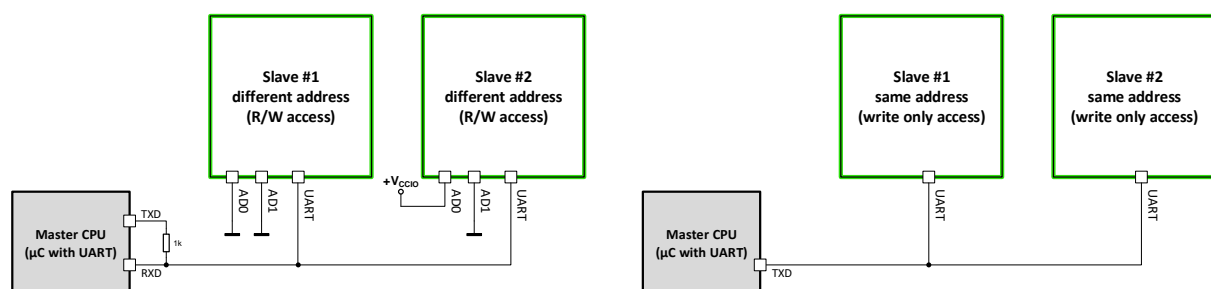 Slave #1
different address
(R/W access)
Slave #2
different address
(R/W access)
+VCCIO
AD0
AD1
UART
AD0
AD1
UART
Master CPU
(µC with UART)
TXD
1k
RXD
Slave #1
same address
(write only access)
Slave #2
same address
(write only access)
UART
UART
Master CPU
(µC with UART)
TXD